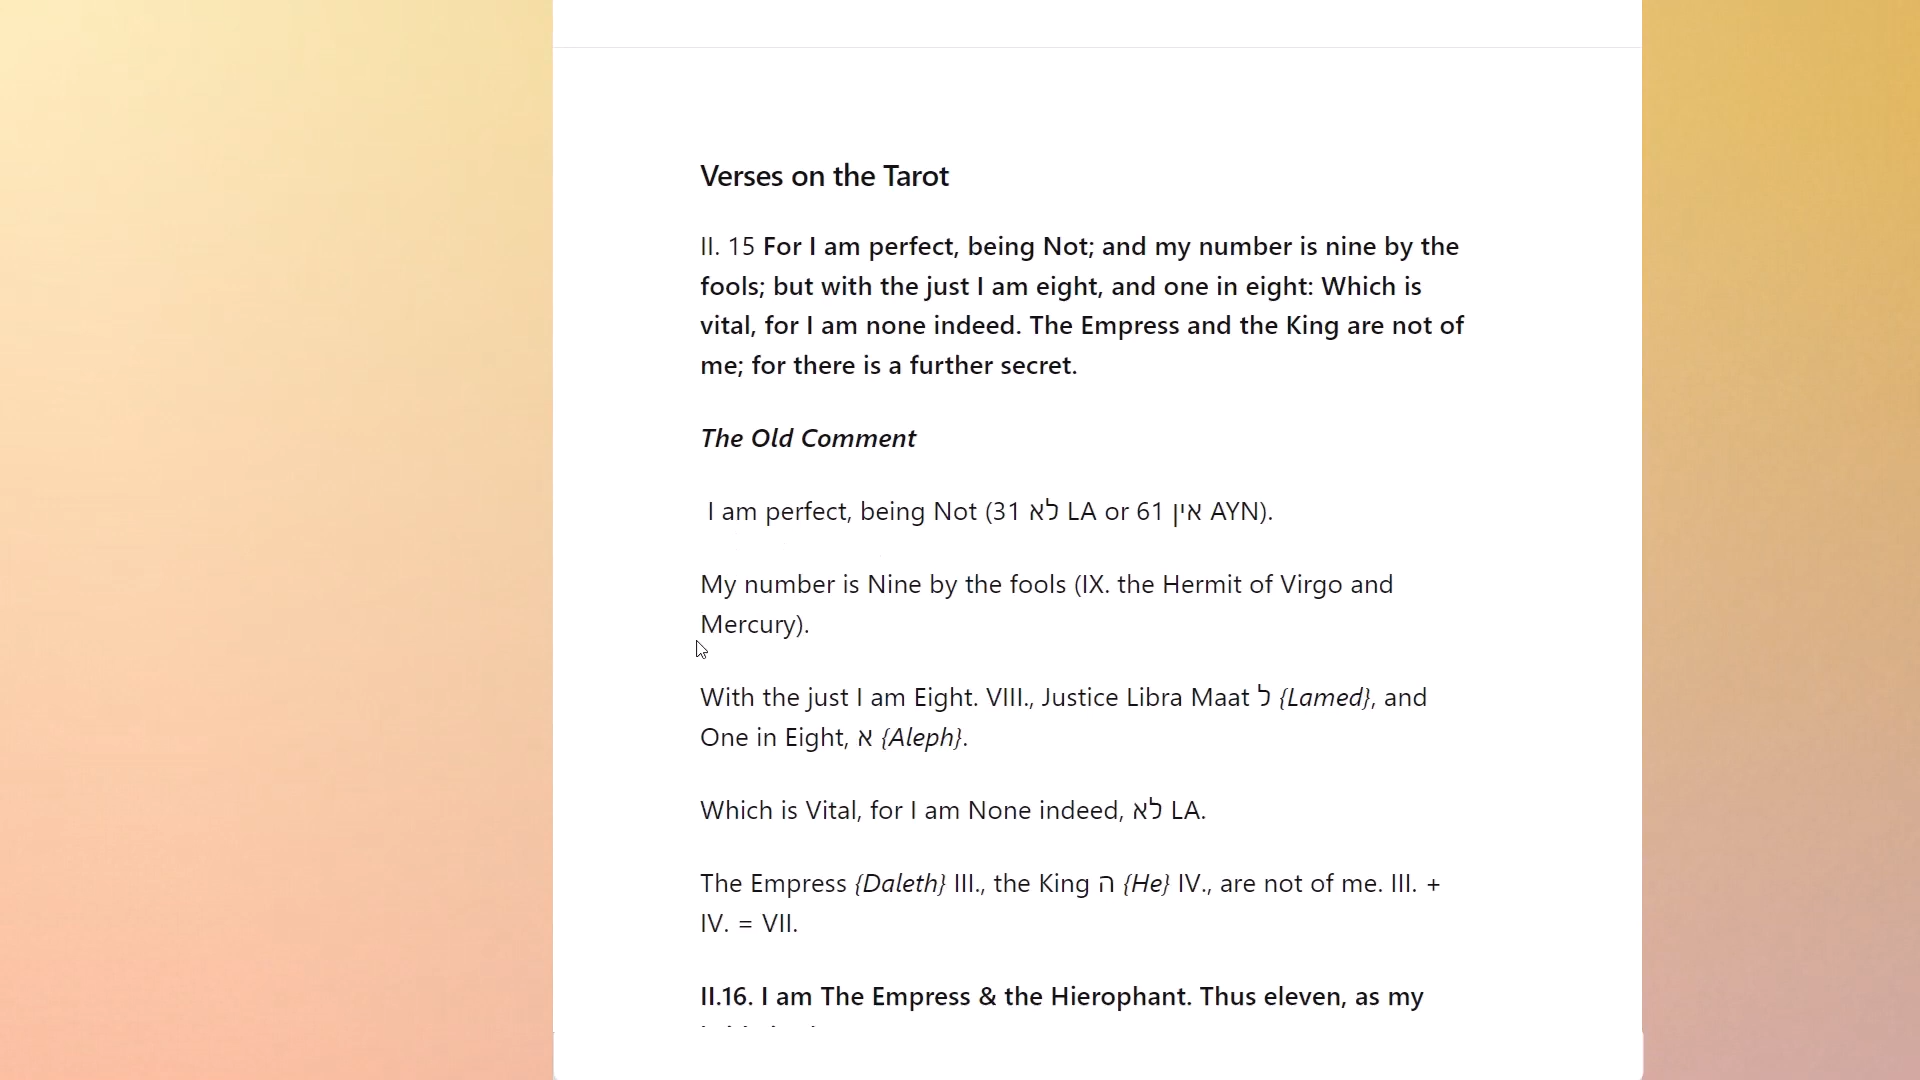 Verses on the Tarot
II. 15 For I am perfect, being Not; and my number is nine by the
fools; but with the just I am eight, and one in eight: Which is
vital, for I am none indeed. The Empress and the King are not of
me; for there is a further secret.
The Old Comment
I am perfect, being Not (31 לא LA or 61 אין AYN).
My number is Nine by the fools (IX. the Hermit of Virgo and
Mercury).
With the just I am Eight. VIII., Justice Libra Maat ל {Lamed}, and
One in Eight, א {Aleph}.
Which is Vital, for I am None indeed, לא LA.
The Empress {Daleth} III., the King ה {He} IV., are not of me. III. +
IV. = VII.
II.16. I am The Empress & the Hierophant. Thus eleven, as my